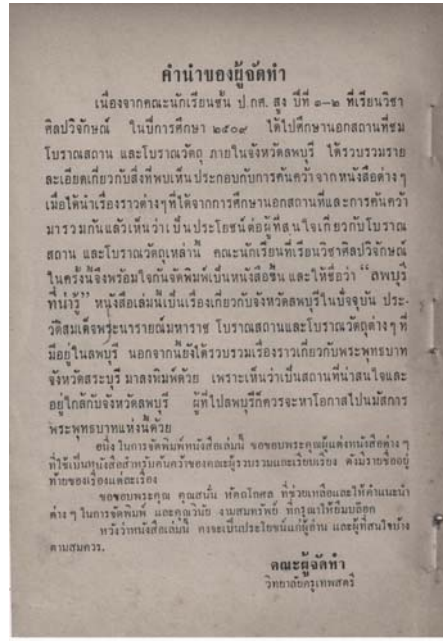 คำนำของผู้จัดทำ
เนื่องจากคณะนักเรียนชั้น ป.กศ. สูง ปีที่ ๑-๒ ที่เรียนวิชา
ศิลปวิจักษณ์ ในปีการศึกษา ๒๕๐๙ ได้ไปศึกษานอกสถานที่ชม
โบราณสถาน และโบราณวัตถุ ภายในจังหวัดลพบุรี ได้รวบรวมราย
ละเอียดเกี่ยวกับสิ่งที่พบเห็นประกอบกับการค้นคว้าจากหนังสือต่างๆ
เมื่อได้นำเรื่องราวต่างๆที่ได้จากการศึกษานอกสถานที่และการค้นคว้า
มารวมกันแล้วเห็นว่าเป็นประโยชน์ต่อผู้ที่สนใจเกี่ยวกับโบราณ
สถาน และโบราณวัตถุเหล่านี้ คณะนักเรียนที่เรียนวิชาศิลปวิจักษณ์
ในครั้งนี้จึงพร้อมใจกันจัดพิมพ์เป็นหนังสือขึ้น และให้ชื่อว่า “ลพบุรี
ที่น่ารู้” หนังสือเล่มนี้เป็นเรื่องเกี่ยวกับจังหวัดลพบุรีในปัจจุบัน ประ-
วัติสมเด็จพระนารายณ์มหาราช โบราณสถานและโบราณวัตถุต่างๆ ที่
มีอยู่ในลพบุรี นอกจากนี้ยังได้รวบรวมเรื่องราวเกี่ยวกับพระพุทธบาท
จังหวัดสระบุรี มาลงพิมพ์ด้วย เพราะเห็นว่าเป็นสถานที่น่าสนใจและ
อยู่ใกล้กับจังหวัดลพบุรี ผู้ที่ไปลพบุรีก็ควรจะหาโอกาสไปนมัสการ
พระพุทธบาทแห่งนี้ด้วย
อนึ่ง ในการจัดพิมพ์หนังสือเล่มนี้ ขอขอบพระคุณผู้แต่งหนังสือต่าง ๆ
ที่ใช้เป็นหนังสือสำหรับค้นคว้าของคณะผู้รวบรวมและเรียบเรียง ดังมีรายชื่ออยู่
ท้ายของเรื่องแต่ละเรื่อง
ขอขอบพระคุณ คุณสนั่น หัตถโกศล ที่ช่วยเหลือและให้คำแนะนำ
ต่าง ๆ ในการจัดพิมพ์ และคุณวินัย งามสมทรัพย์ ที่กรุณาให้ยืมบล๊อก
หวังว่าหนังสือเล่มนี้ คงจะเป็นประโยชน์แก่ผู้อ่าน และผู้ที่สนใจบ้าง
ตามสมควร.
คณะผู้จัดทำ
วิทยาลัยครูเทพสตรี